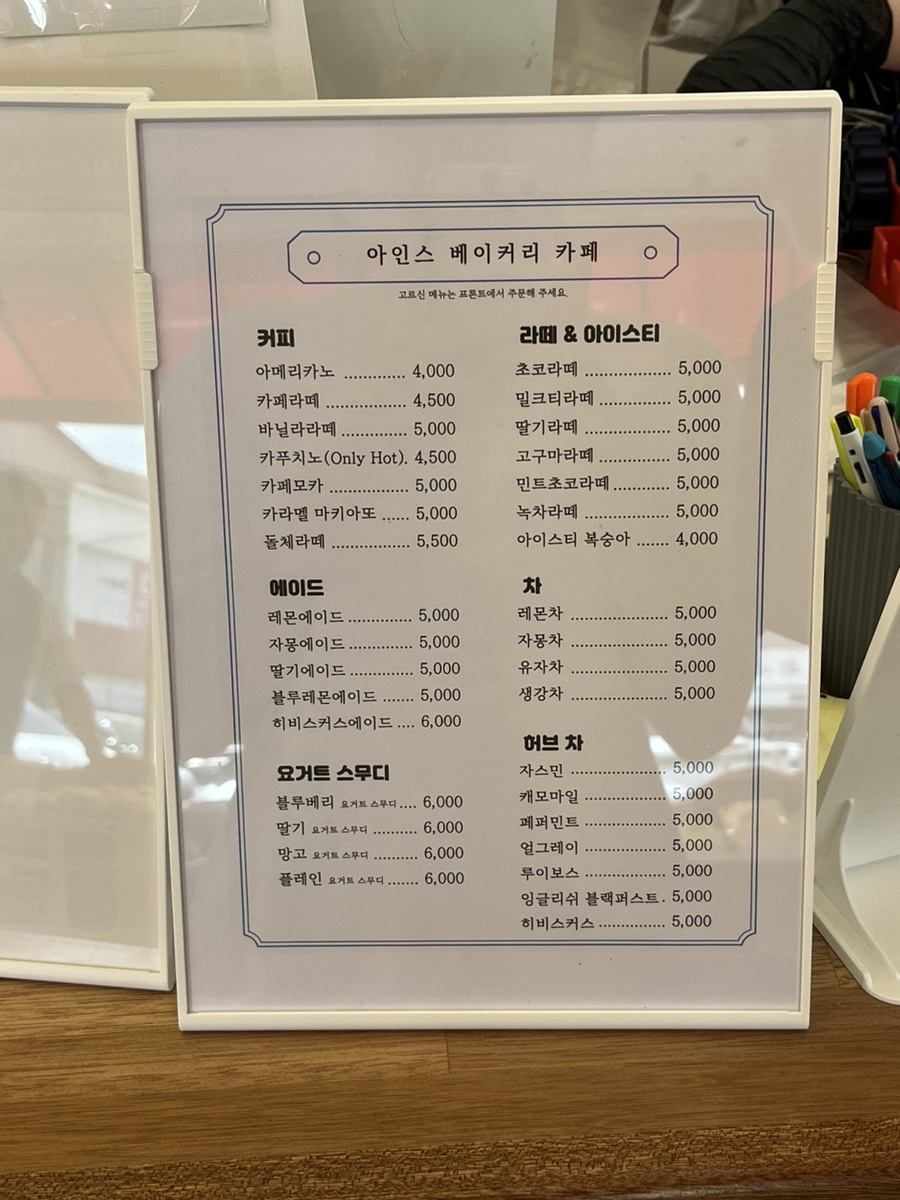 아인스 베이커리 카페
고르신 메뉴는 프론트에서 주문해 주세요.
커피
아메리카노 ............. 4,000
카페라떼 ................. 4,500
바닐라라떼 .............. 5,000
카푸치노(Only Hot). 4,500
카페모카 ................. 5,000
카라멜 마키아또 ...... 5,000
돌체라떼 ................. 5,500
에이드
레몬에이드 .............. 5,000
자몽에이드 .............. 5,000
딸기에이드 .............. 5,000
블루레몬에이드 ....... 5,000
히비스커스에이드 .... 6,000
요거트 스무디
블루베리 요거트 스무디 .... 6,000
딸기 요거트 스무디 .......... 6,000
망고 요거트 스무디 .......... 6,000
플레인 요거트 스무디 ....... 6,000
라떼 & 아이스티
초코라떼 ................... 5,000
밀크티라떼 ................ 5,000
딸기라떼 ................... 5,000
고구마라떼 ................ 5,000
민트초코라떼 ............. 5,000
녹차라떼 ................... 5,000
아이스티 복숭아 ....... 4,000
차
레몬차 ...................... 5,000
자몽차 ...................... 5,000
유자차 ...................... 5,000
생강차 ...................... 5,000
허브 차
자스민 ...................... 5,000
캐모마일 ................... 5,000
페퍼민트 ................... 5,000
얼그레이 ................... 5,000
루이보스 ................... 5,000
잉글리쉬 블랙퍼스트 . 5,000
히비스커스 ................ 5,000